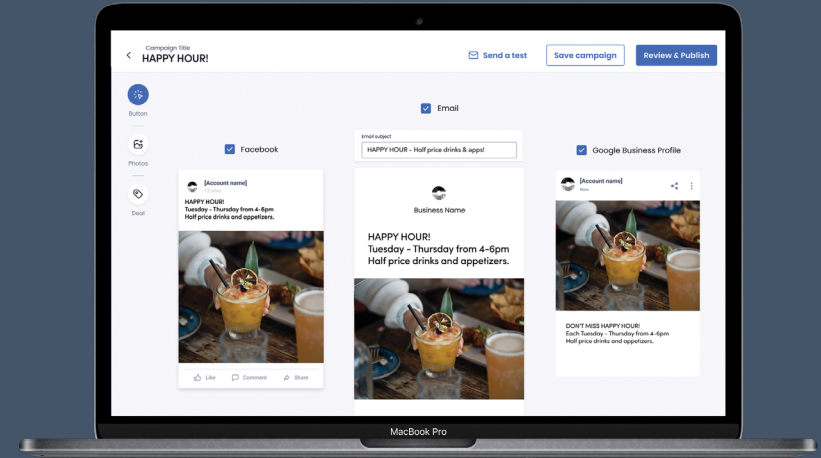 Campaign Title
HAPPY HOUR!
Send a test
Save campaign
Review & Publish
Button
Photos
Deal
Facebook
[Account name]
12 mins
HAPPY HOUR!
Tuesday - Thursday from 4-6pm
Half price drinks and appetizers.
Like
Comment
Share
Email
Email subject
HAPPY HOUR - Half price drinks & apps!
Business Name
HAPPY HOUR!
Tuesday - Thursday from 4-6pm
Half price drinks and appetizers.
Google Business Profile
[Account name]
Now
DON'T MISS HAPPY HOUR!
Each Tuesday - Thursday from 4-6pm
Half price drinks and appetizers.
MacBook Pro